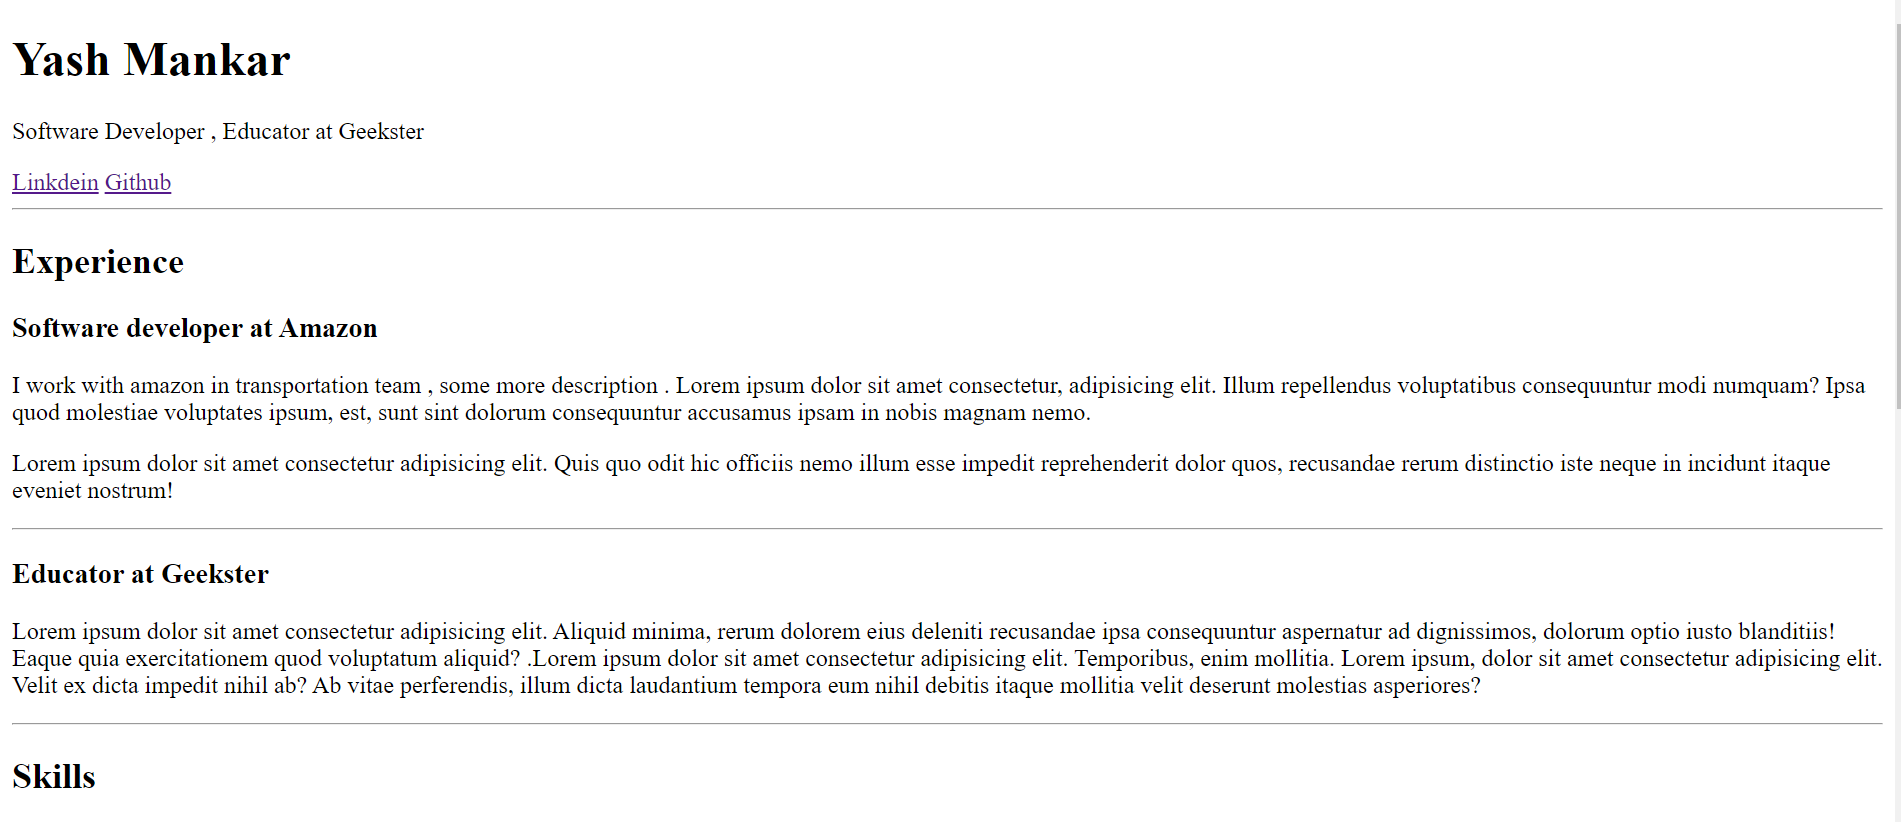 Yash Mankar
Software Developer , Educator at Geekster
Linkdein Github
Experience
Software developer at Amazon
I work with amazon in transportation team , some more description . Lorem ipsum dolor sit amet consectetur, adipisicing elit. Illum repellendus voluptatibus consequuntur modi numquam? Ipsa
quod molestiae voluptates ipsum, est, sunt sint dolorum consequuntur accusamus ipsam in nobis magnam nemo.
Lorem ipsum dolor sit amet consectetur adipisicing elit. Quis quo odit hic officiis nemo illum esse impedit reprehenderit dolor quos, recusandae rerum distinctio iste neque in incidunt itaque
eveniet nostrum!
Educator at Geekster
Lorem ipsum dolor sit amet consectetur adipisicing elit. Aliquid minima, rerum dolorem eius deleniti recusandae ipsa consequuntur aspernatur ad dignissimos, dolorum optio iusto blanditiis!
Eaque quia exercitationem quod voluptatum aliquid? .Lorem ipsum dolor sit amet consectetur adipisicing elit. Temporibus, enim mollitia. Lorem ipsum, dolor sit amet consectetur adipisicing elit.
Velit ex dicta impedit nihil ab? Ab vitae perferendis, illum dicta laudantium tempora eum nihil debitis itaque mollitia velit deserunt molestias asperiores?
Skills